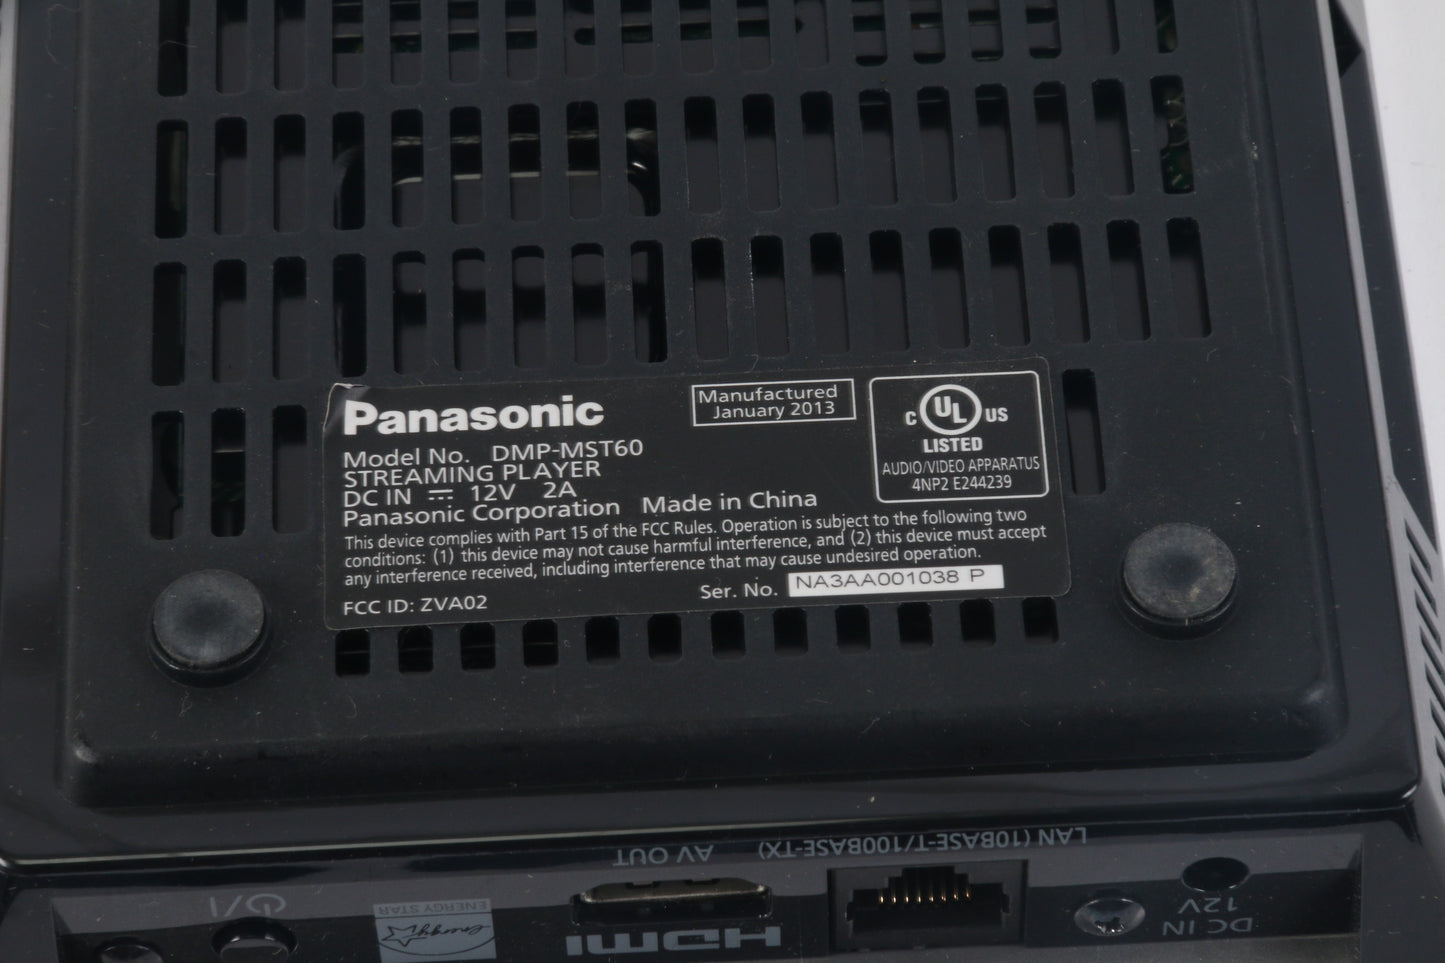 Panasonic
Manufactured
January 2013
Model No. DMP-MST60
STREAMING PLAYER
DC IN ⎓ 12V 2A
Panasonic Corporation Made in China
C UL US
LISTED
AUDIO/VIDEO APPARATUS
4NP2 E244239
This device complies with Part 15 of the FCC Rules. Operation is subject to the following two
conditions: (1) this device may not cause harmful interference, and (2) this device must accept
any interference received, including interference that may cause undesired operation.
FCC ID: ZVA02
Ser. No. NA3AA001038 P
LAN (10BASE-T/100BASE-TX)
AV OUT
DC IN
12V
HDMI
ENERGY STAR
energy
⏻/I